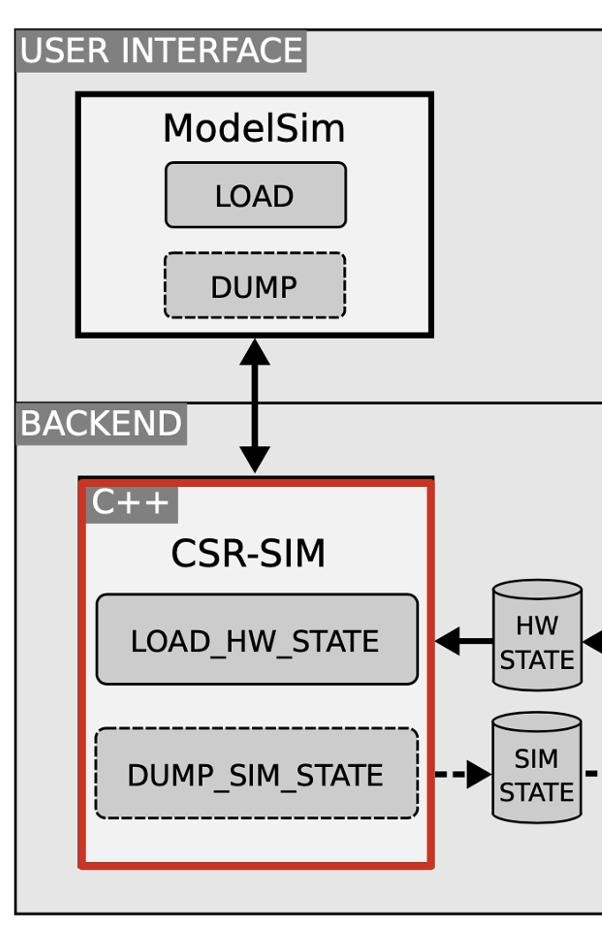 USER INTERFACE
ModelSim
LOAD
DUMP
BACKEND
C++
CSR-SIM
LOAD_HW_STATE
HW
STATE
DUMP_SIM_STATE
SIM
STATE